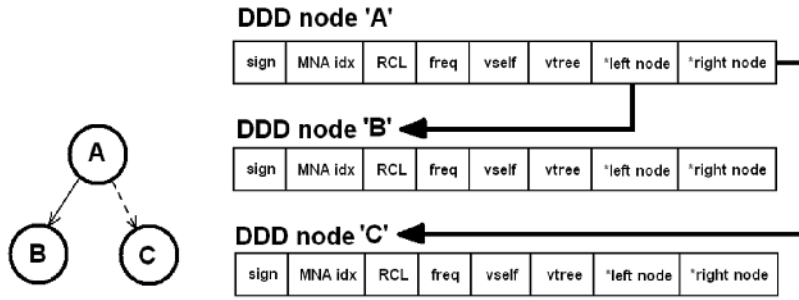 DDD node 'A'
sign MNA idx RCL freq vself vtree *left node *right node
A
DDD node 'B'
sign MNA idx RCL freq vself vtree *left node *right node
B C
DDD node 'C'
sign MNA idx RCL freq vself vtree *left node *right node